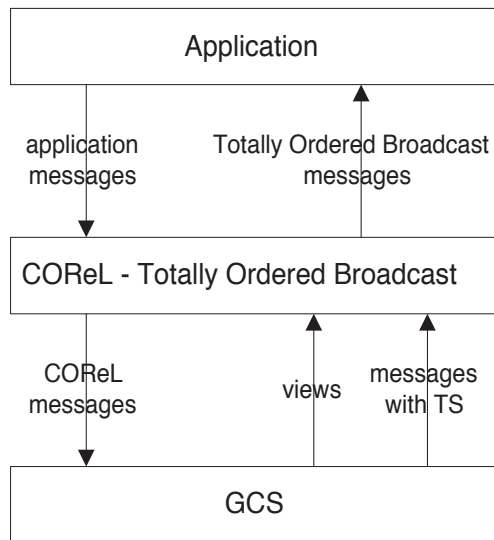 Application
application
messages
Totally Ordered Broadcast
messages
COReL - Totally Ordered Broadcast
COReL
messages
views
messages
with TS
GCS